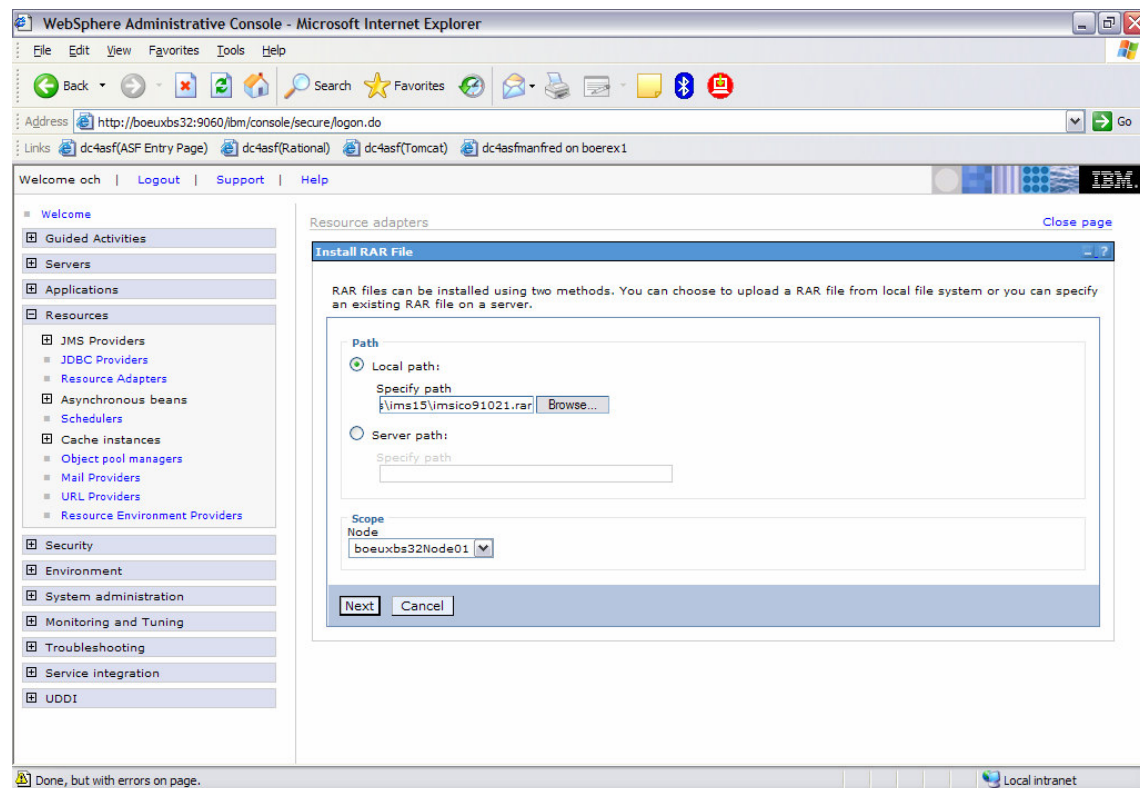 WebSphere Administrative Console - Microsoft Internet Explorer
File Edit View Favorites Tools Help
Back Search Favorites
Address http://boeuxbs32:9060/ibm/console/secure/logon.do Go
Links dc4asf(ASF Entry Page) dc4asf(Rational) dc4asf(Tomcat) dc4asfmanfred on boerex1
Welcome och | Logout | Support | Help IBM.
Welcome
Guided Activities
Servers
Applications
Resources
JMS Providers
JDBC Providers
Resource Adapters
Asynchronous beans
Schedulers
Cache instances
Object pool managers
Mail Providers
URL Providers
Resource Environment Providers
Security
Environment
System administration
Monitoring and Tuning
Troubleshooting
Service integration
UDDI
Resource adapters Close page
Install RAR File ?
RAR files can be installed using two methods. You can choose to upload a RAR file from local file system or you can specify
an existing RAR file on a server.
Path
Local path:
Specify path
\ims15\imsico91021.rar Browse...
Server path:
Specify path
Scope
Node
boeuxbs32Node01
Next Cancel
Done, but with errors on page. Local intranet